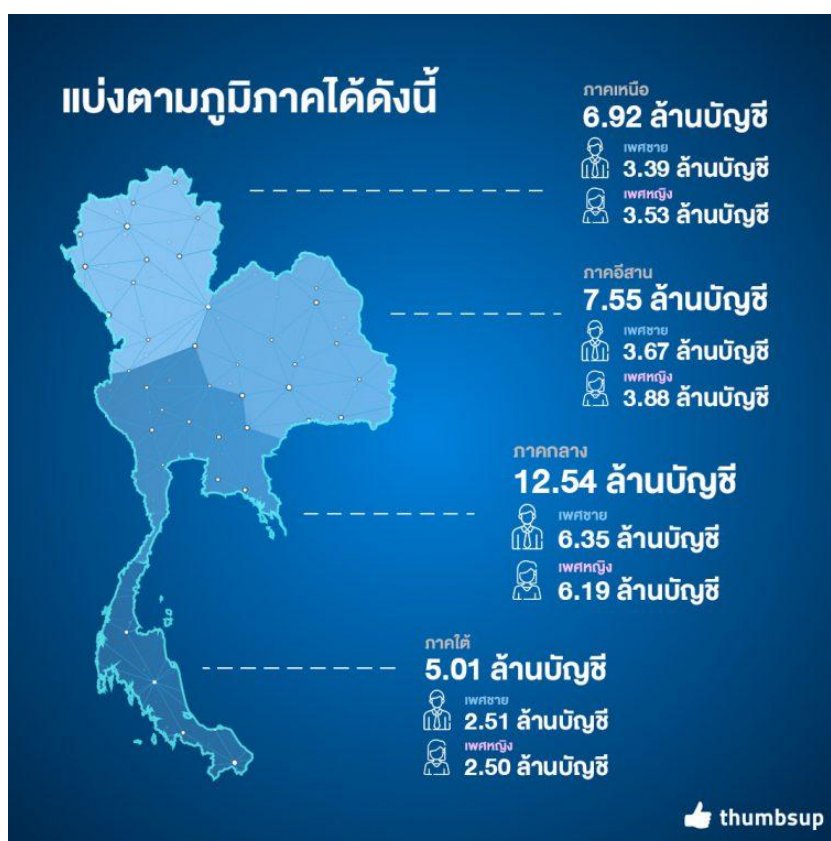 แบ่งตามภูมิภาคได้ดังนี้
ภาคเหนือ
6.92 ล้านบัญชี
เพศชาย
3.39 ล้านบัญชี
เพศหญิง
3.53 ล้านบัญชี
ภาคอีสาน
7.55 ล้านบัญชี
เพศชาย
3.67 ล้านบัญชี
เพศหญิง
3.88 ล้านบัญชี
ภาคกลาง
12.54 ล้านบัญชี
เพศชาย
6.35 ล้านบัญชี
เพศหญิง
6.19 ล้านบัญชี
ภาคใต้
5.01 ล้านบัญชี
เพศชาย
2.51 ล้านบัญชี
เพศหญิง
2.50 ล้านบัญชี
thumbsup